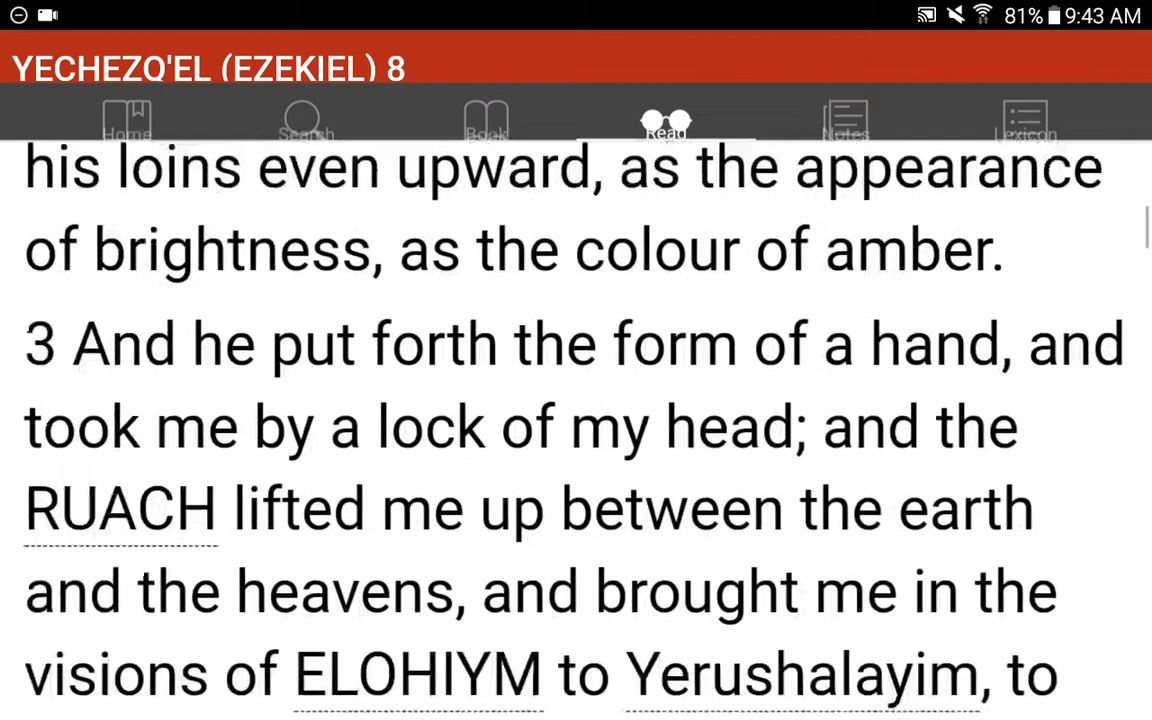 81% 9:43 AM
YECHEZQ'EL (EZEKIEL) 8
Home Search Book Read Notes Lexicon
his loins even upward, as the appearance
of brightness, as the colour of amber.
3 And he put forth the form of a hand, and
took me by a lock of my head; and the
RUACH lifted me up between the earth
and the heavens, and brought me in the
visions of ELOHIYM to Yerushalayim, to